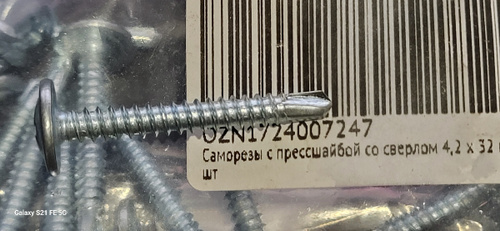 OZN1724007247
Саморезы с прессшайбой со сверлом 4,2 х 32
шт
Galaxy S21 FE 5G